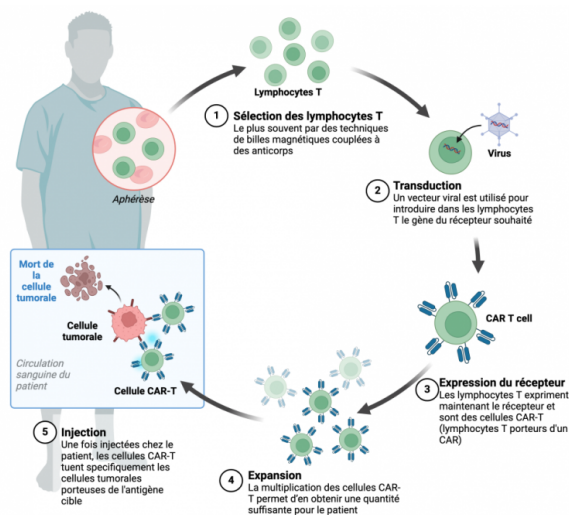 Lymphocytes T
1 Sélection des lymphocytes T
Le plus souvent par des techniques
de billes magnétiques couplées à
des anticorps
Aphérèse
Virus
2 Transduction
Un vecteur viral est utilisé pour
introduire dans les lymphocytes
T le gène du récepteur souhaité
CAR T cell
3 Expression du récepteur
Les lymphocytes T expriment
maintenant le récepteur et
sont des cellules CAR-T
(lymphocytes T porteurs d'un
CAR)
4 Expansion
La multiplication des cellules CAR-
T permet d'en obtenir une quantité
suffisante pour le patient
Mort de
la
cellule
tumorale
Cellule
tumorale
Circulation
sanguine du
patient
Cellule CAR-T
5 Injection
Une fois injectées chez le
patient, les cellules CAR-T
tuent specifiquement les
cellules tumorales
porteuses de l'antigène
cible